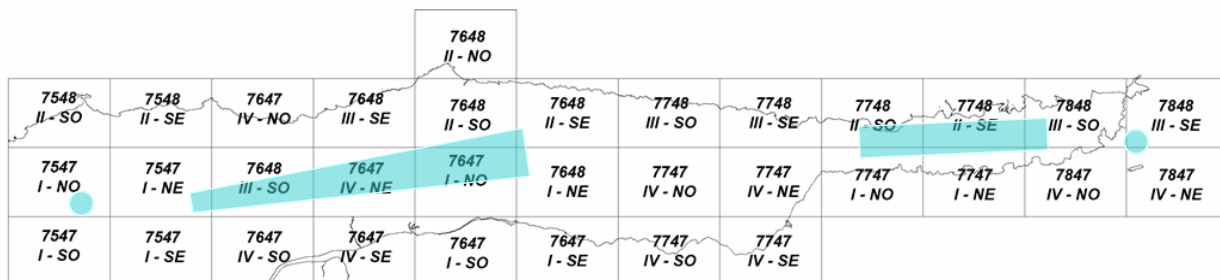 7648
II - NO
7548
II - SO
7548
II - SE
7647
IV - NO
7648
III - SE
7648
II - SO
7648
II - SE
7748
III - SO
7748
III - SE
7748
II - SO
7748
II - SE
7848
III - SO
7848
III - SE
7547
I - NO
7547
I - NE
7648
III - SO
7647
IV - NE
7647
I - NO
7648
I - NE
7747
IV - NO
7747
IV - NE
7747
I - NO
7747
I - NE
7847
IV - NO
7847
IV - NE
7547
I - SO
7547
I - SE
7647
IV - SO
7647
IV - SE
7647
I - SO
7647
I - SE
7747
IV - SO
7747
IV - SE